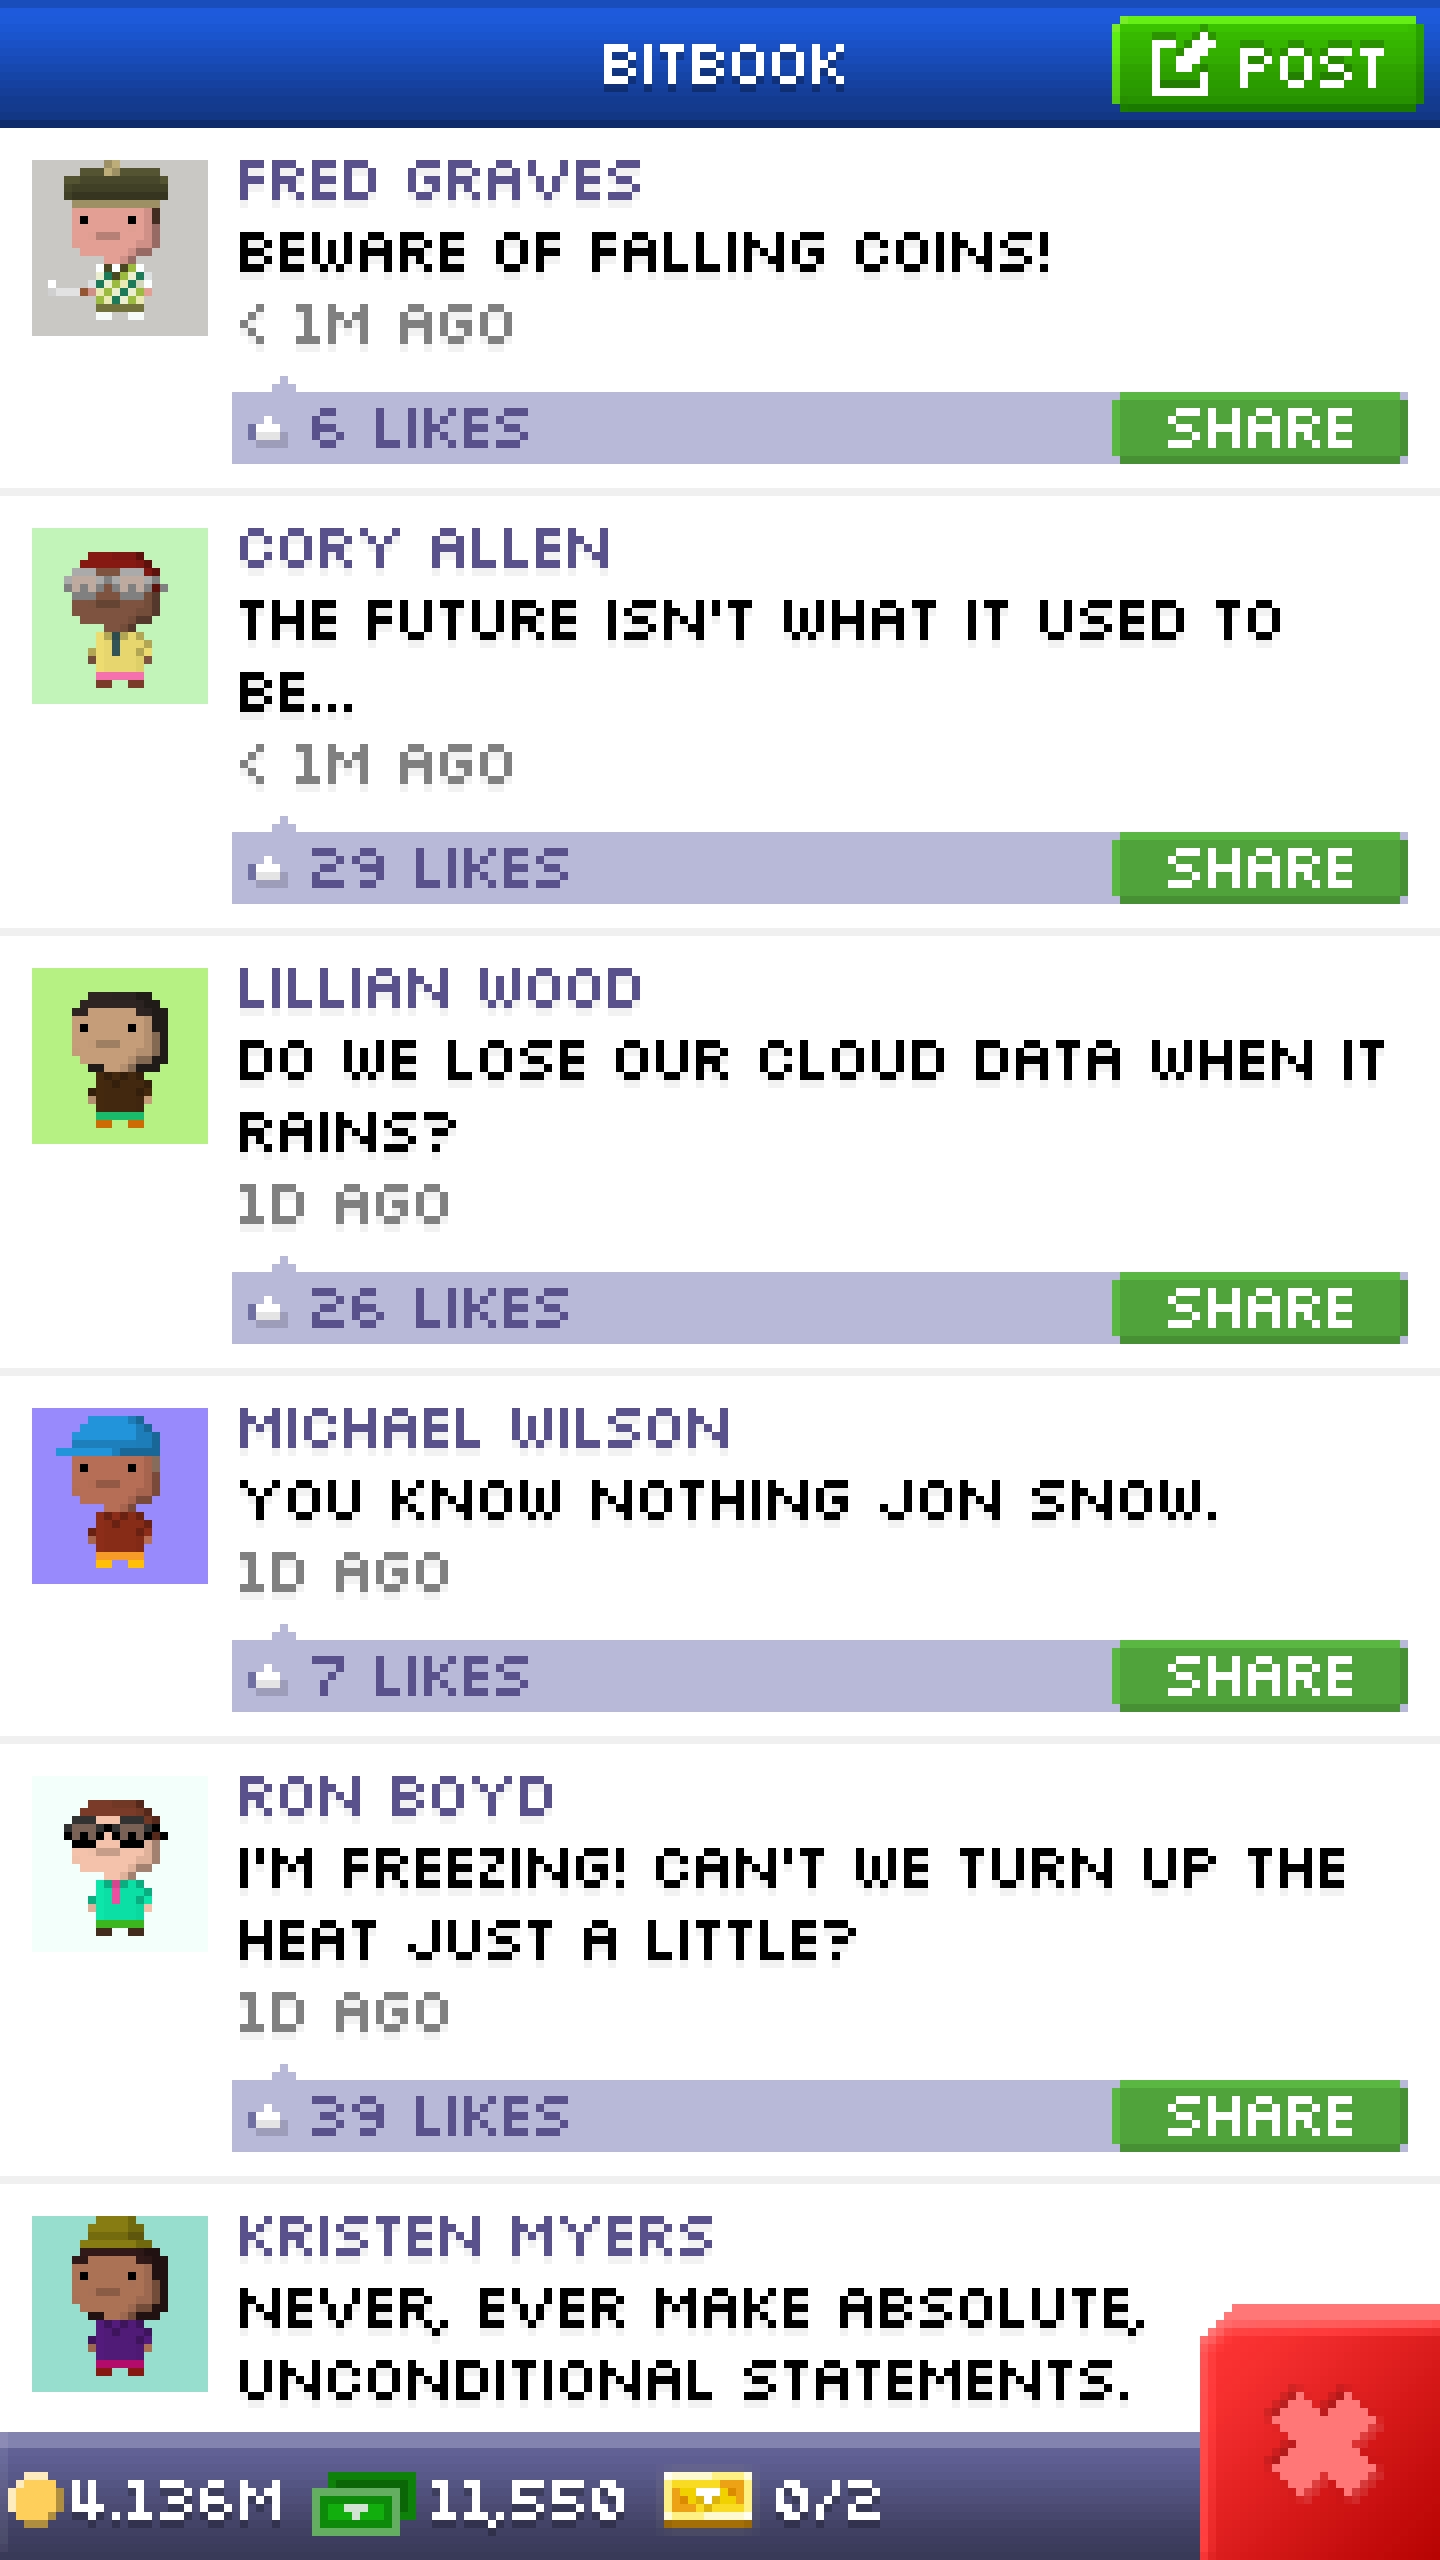 BITBOOK
POST
FRED GRAVES
BEWARE OF FALLING COINS!
< 1M AGO
6 LIKES
SHARE
CORY ALLEN
THE FUTURE ISN'T WHAT IT USED TO
BE...
< 1M AGO
29 LIKES
SHARE
LILLIAN WOOD
DO WE LOSE OUR CLOUD DATA WHEN IT
RAINS?
1D AGO
26 LIKES
SHARE
MICHAEL WILSON
YOU KNOW NOTHING JON SNOW.
1D AGO
7 LIKES
SHARE
RON BOYD
I'M FREEZING! CAN'T WE TURN UP THE
HEAT JUST A LITTLE?
1D AGO
39 LIKES
SHARE
KRISTEN MYERS
NEVER, EVER MAKE ABSOLUTE,
UNCONDITIONAL STATEMENTS.
4.136M 11,550 0/2